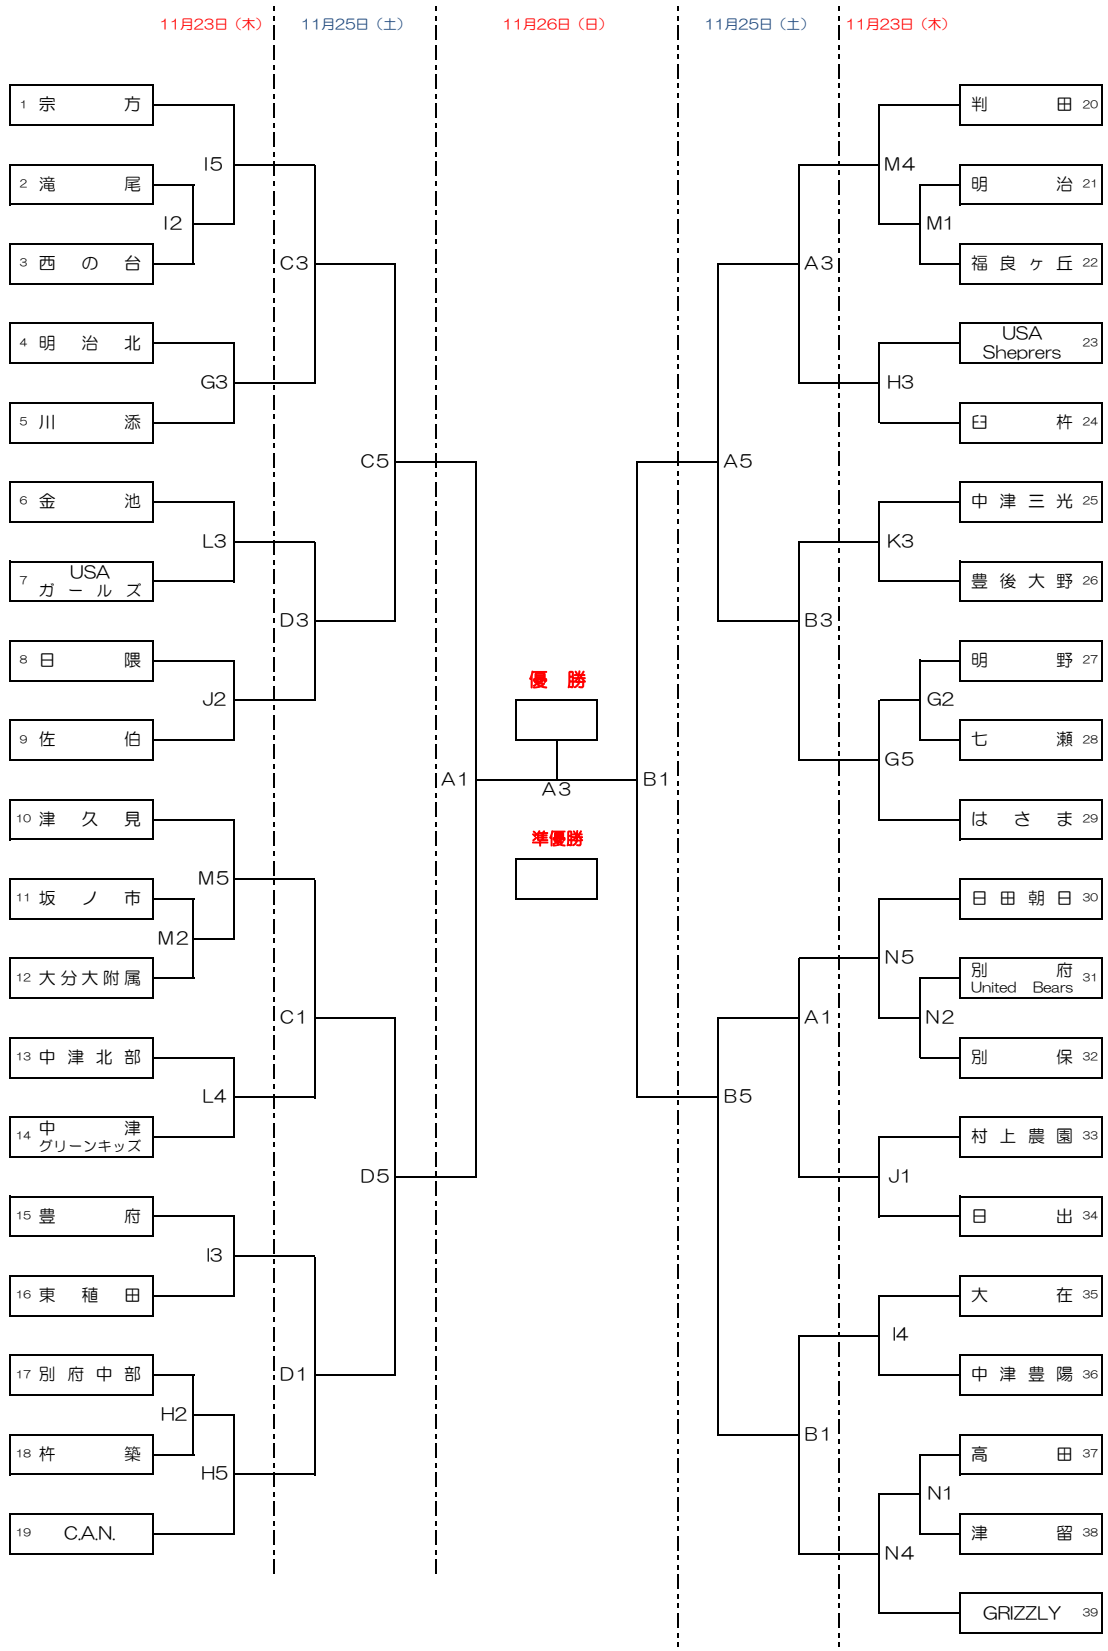 11月23日（木）
11月25日（土）
11月26日（日）
11月25日（土）
11月23日（木）
1 宗 方
2 滝 尾
3 西 の 台
4 明 治 北
5 川 添
6 金 池
7 USA
ガ ー ル ズ
8 日 隈
9 佐 伯
10 津 久 見
11 坂 ノ 市
12 大分大附属
13 中 津 北 部
14 中 津
グリーンキッズ
15 豊 府
16 東 稙 田
17 別 府 中 部
18 杵 築
19 C.A.N.
I5
I2
G3
L3
J2
M5
M2
L4
I3
H2
H5
C3
D3
C1
D1
C5
D5
A1
優 勝
A3
準優勝
B1
A5
B5
A3
B3
A1
B1
M4
M1
H3
K3
G2
G5
N5
N2
J1
I4
N1
N4
判 田 20
明 治 21
福 良 ヶ 丘 22
USA
Sheprers 23
臼 杵 24
中 津 三 光 25
豊 後 大 野 26
明 野 27
七 瀬 28
は さ ま 29
日 田 朝 日 30
別 府
United Bears 31
別 保 32
村 上 農 園 33
日 出 34
大 在 35
中 津 豊 陽 36
高 田 37
津 留 38
GRIZZLY 39